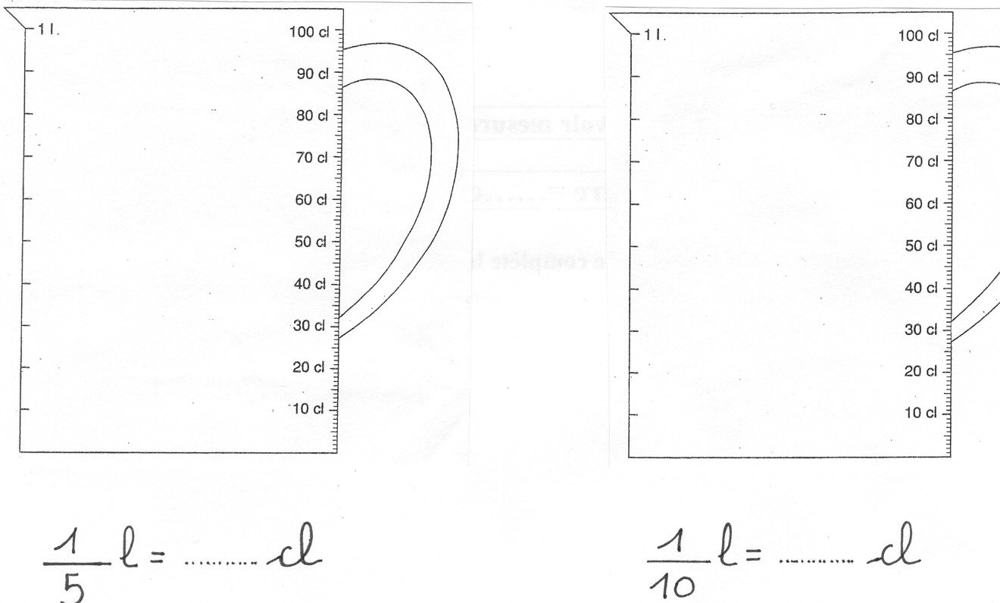 1 l.
100 cl
90 cl
80 cl
70 cl
60 cl
50 cl
40 cl
30 cl
20 cl
10 cl
1/5 l = .......... cl
1 l.
100 cl
90 cl
80 cl
70 cl
60 cl
50 cl
40 cl
30 cl
20 cl
10 cl
1/10 l = .......... cl